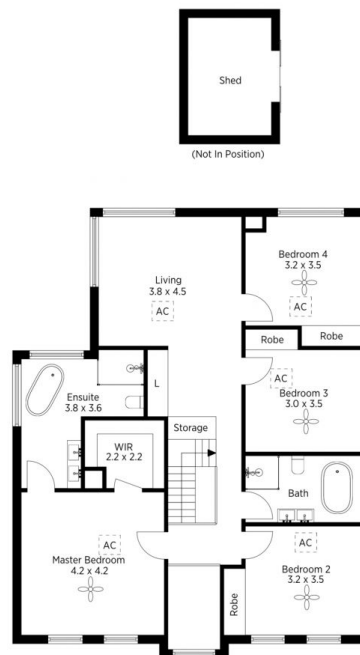 Shed
(Not In Position)
Living
3.8 x 4.5
AC
Bedroom 4
3.2 x 3.5
AC
Robe
Robe
AC
Bedroom 3
3.0 x 3.5
Ensuite
3.8 x 3.6
L
WIR
2.2 x 2.2
Storage
Bath
AC
Master Bedroom
4.2 x 4.2
AC
Bedroom 2
3.2 x 3.5
Robe